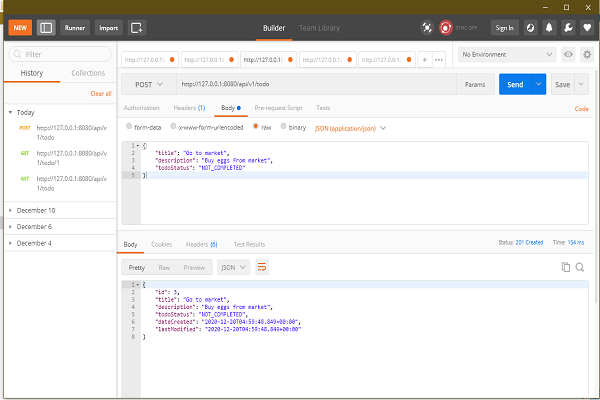 NEW Runner Import Builder Team Library SYNC OFF Sign In
Filter
History Collections
Clear all
Today
POST http://127.0.0.1:8080/api/v
1/todo
GET http://127.0.0.1:8080/api/v
1/todo/1
GET http://127.0.0.1:8080/api/v
1/todo
December 10
December 6
December 4
http://127.0.0.1: http://127.0.0.1: http://127.0.0.1: http://127.0.0.1: http://127.0.0.1: + ••• No Environment
POST http://127.0.0.1:8080/api/v1/todo Params Send Save
Authorization Headers (1) Body Pre-request Script Tests Code
form-data x-www-form-urlencoded raw binary JSON (application/json)
1 {
2 "title": "Go to market",
3 "description": "Buy eggs from market",
4 "todoStatus": "NOT_COMPLETED"
5 }
Body Cookies Headers (6) Test Results Status: 201 Created Time: 154 ms
Pretty Raw Preview JSON
1 {
2 "id": 5,
3 "title": "Go to market",
4 "description": "Buy eggs from market",
5 "todoStatus": "NOT_COMPLETED",
6 "dateCreated": "2020-12-20T04:59:48.849+00:00",
7 "lastModified": "2020-12-20T04:59:48.849+00:00"
8 }